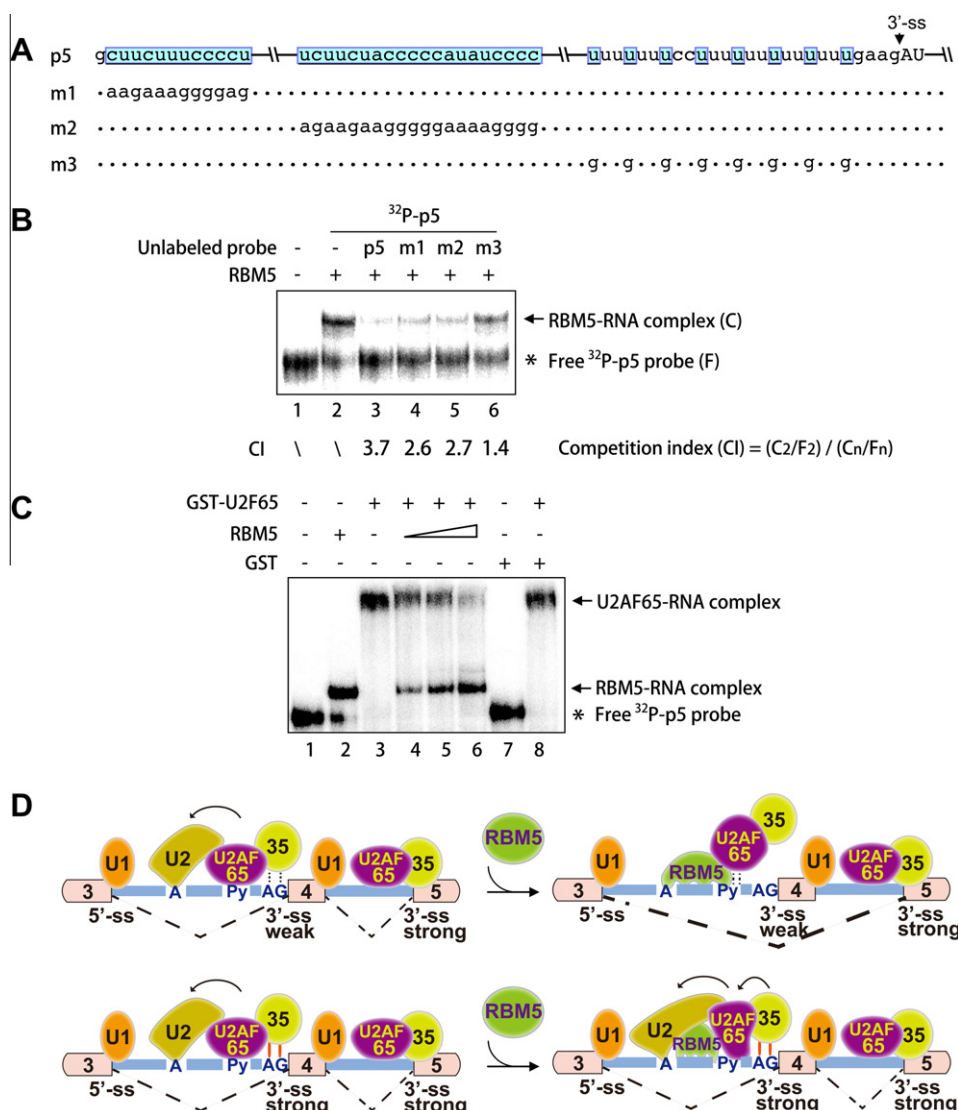 A
3'-ss
p5 gcuucuuuccccu ucuucuacccccauaucccc uuuuuuuccuuuuuuuuuuuuugaagAU
m1 aagaaaggggag
m2 agaagaagggggaaaagggg
m3 g g g g g g g g
B
32P-p5
Unlabeled probe - - p5 m1 m2 m3
RBM5 - + + + + +
RBM5-RNA complex (C)
* Free 32P-p5 probe (F)
1 2 3 4 5 6
CI \ \ 3.7 2.6 2.7 1.4 Competition index (CI) = (C2/F2) / (Cn/Fn)
C
GST-U2F65 - - + + + + - +
RBM5 - + - - -
GST - - - - - - + +
U2AF65-RNA complex
RBM5-RNA complex
* Free 32P-p5 probe
1 2 3 4 5 6 7 8
D
U1 U2 U2AF 65 35 U1 U2AF 65 35
3 A Py AG 4 5
5'-ss 3'-ss weak 3'-ss strong
RBM5
U1 RBM5 U2AF 65 35 U1 U2AF 65 35
3 A Py AG 4 5
5'-ss 3'-ss weak 3'-ss strong
U1 U2 U2AF 65 35 U1 U2AF 65 35
3 A Py AG 4 5
5'-ss 3'-ss strong 3'-ss strong
RBM5
U1 U2 RBM5 U2AF 65 35 U1 U2AF 65 35
3 A Py AG 4 5
5'-ss 3'-ss strong 3'-ss strong